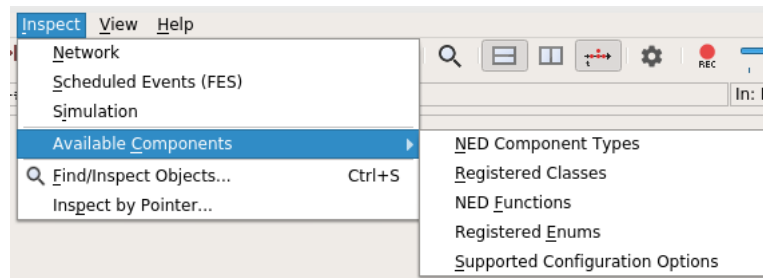 Inspect View Help
Network
Scheduled Events (FES)
Simulation
Available Components
Find/Inspect Objects... Ctrl+S
Inspect by Pointer...
REC
t
In:
NED Component Types
Registered Classes
NED Functions
Registered Enums
Supported Configuration Options